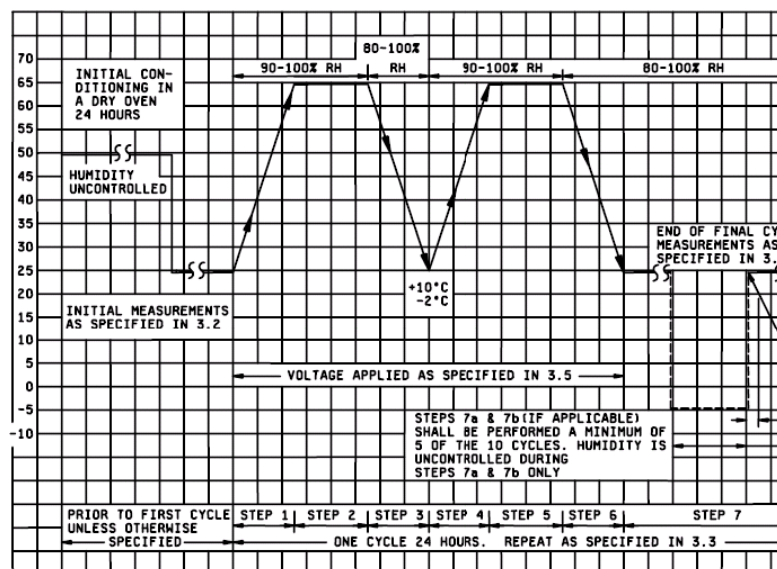 80-100%
90-100% RH
RH
90-100% RH
80-100% RH
70
65
60
55
50
45
40
35
30
25
20
15
10
5
0
-5
-10
INITIAL CON-
DITIONING IN
A DRY OVEN
24 HOURS
HUMIDITY
UNCONTROLLED
INITIAL MEASUREMENTS
AS SPECIFIED IN 3.2
+10°C
-2°C
END OF FINAL CY
MEASUREMENTS AS
SPECIFIED IN 3.
VOLTAGE APPLIED AS SPECIFIED IN 3.5
STEPS 7a & 7b(IF APPLICABLE)
SHALL BE PERFORMED A MINIMUM OF
5 OF THE 10 CYCLES. HUMIDITY IS
UNCONTROLLED DURING
STEPS 7a & 7b ONLY
PRIOR TO FIRST CYCLE
UNLESS OTHERWISE
SPECIFIED
STEP 1
STEP 2
STEP 3
STEP 4
STEP 5
STEP 6
STEP 7
ONE CYCLE 24 HOURS. REPEAT AS SPECIFIED IN 3.3